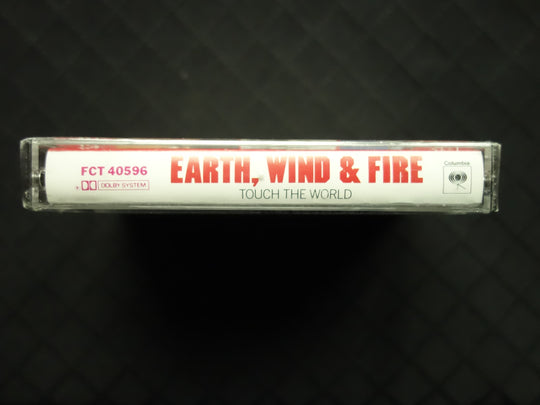 FCT 40596
DOLBY SYSTEM
EARTH, WIND & FIRE
TOUCH THE WORLD
Columbia